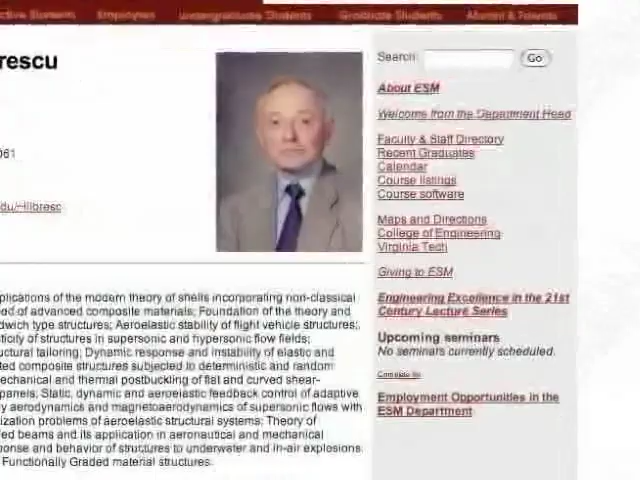 ctive Students Employees Undergraduate Students Graduate Students Alumni & Friends
rescu
Search: Go
About ESM
Welcome from the Department Head
061
Faculty & Staff Directory
Recent Graduates
Calendar
Course listings
Course software
du/~libresc
Maps and Directions
College of Engineering
Virginia Tech
Giving to ESM
plications of the modern theory of shells incorporating non-classical
ed of advanced composite materials; Foundation of the theory and
dwich type structures; Aeroelastic stability of flight vehicle structures;
ticity of structures in supersonic and hypersonic flow fields;
uctural tailoring; Dynamic response and instability of elastic and
ted composite structures subjected to deterministic and random
echanical and thermal postbuckling of flat and curved shear-
panels; Static, dynamic and aeroelastic feedback control of adaptive
y aerodynamics and magnetoaerodynamics of supersonic flows with
ization problems of aeroelastic structural systems; Theory of
ed beams and its application in aeronautical and mechanical
ponse and behavior of structures to underwater and in-air explosions
Functionally Graded material structures.
Engineering Excellence in the 21st
Century Lecture Series
Upcoming seminars
No seminars currently scheduled.
Employment Opportunities in the
ESM Department